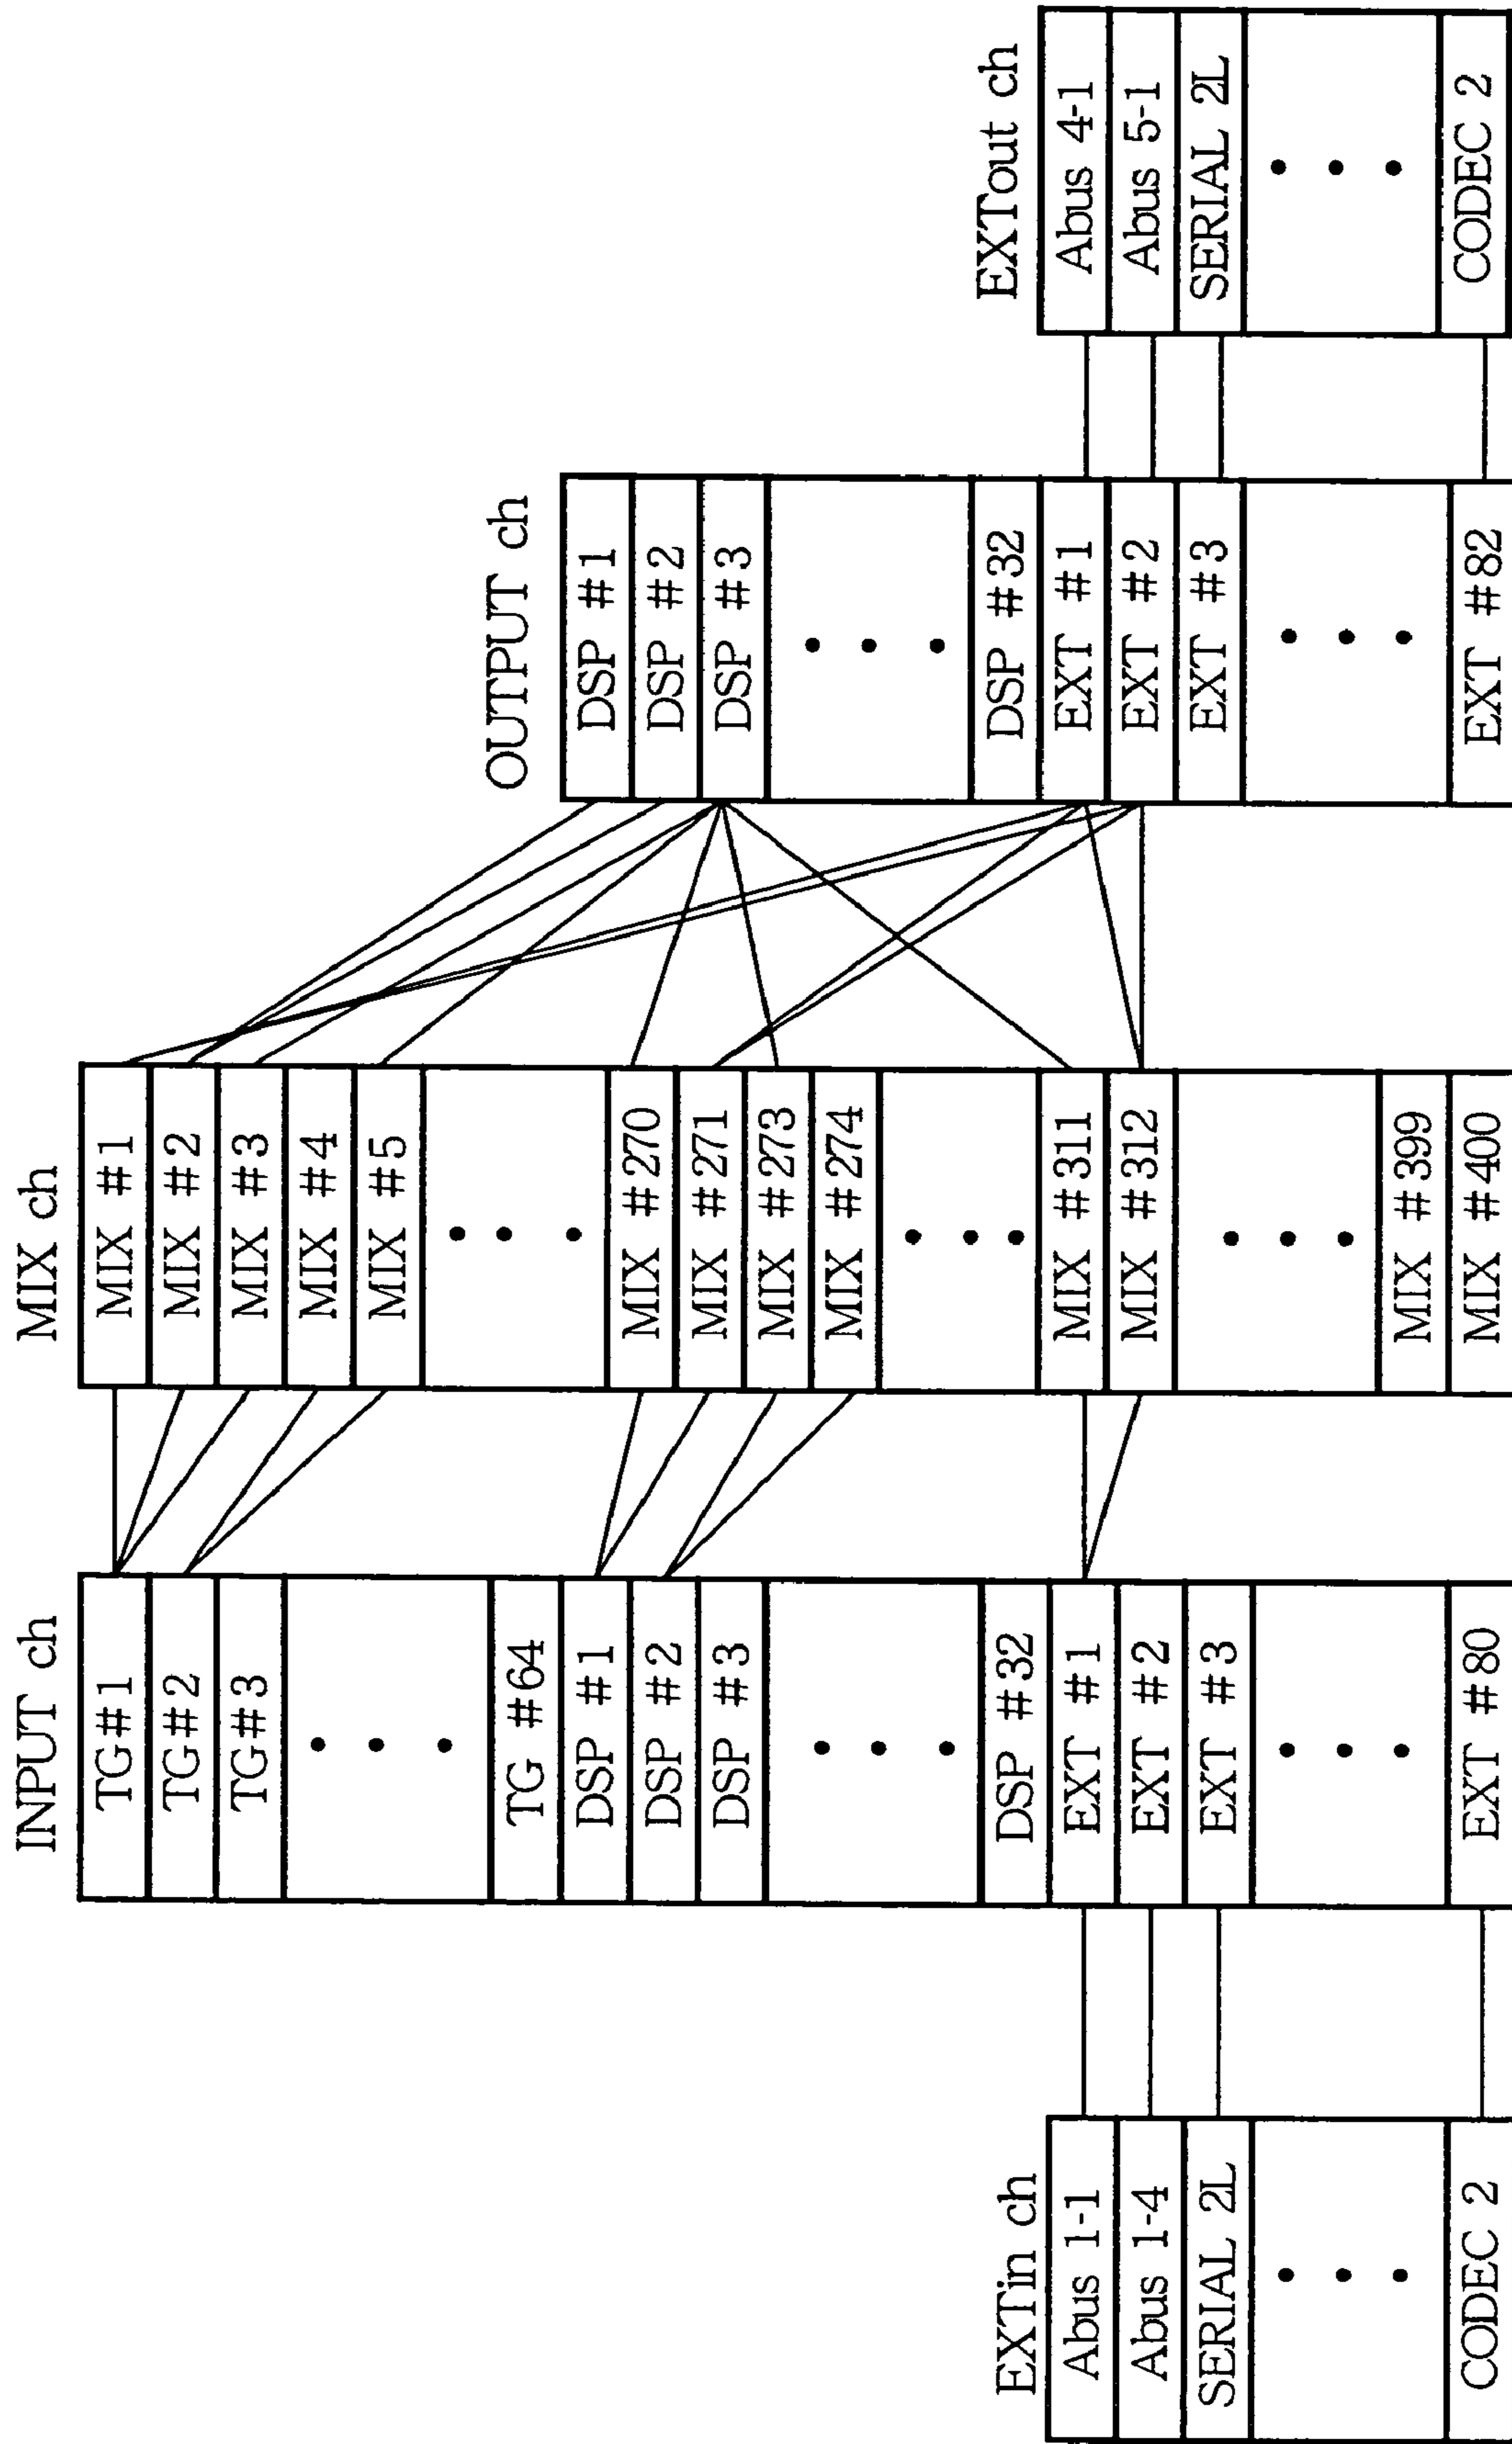 EXTin ch
Abus 1-1
Abus 1-4
SERIAL 2L
CODEC 2
INPUT ch
TG#1
TG#2
TG#3
TG #64
DSP #1
DSP #2
DSP #3
DSP #32
EXT #1
EXT #2
EXT #3
EXT #80
MIX ch
MIX #1
MIX #2
MIX #3
MIX #4
MIX #5
MIX #270
MIX #271
MIX #273
MIX #274
MIX #311
MIX #312
MIX #399
MIX #400
OUTPUT ch
DSP #1
DSP #2
DSP #3
DSP #32
EXT #1
EXT #2
EXT #3
EXT #82
EXTout ch
Abus 4-1
Abus 5-1
SERIAL 2L
CODEC 2